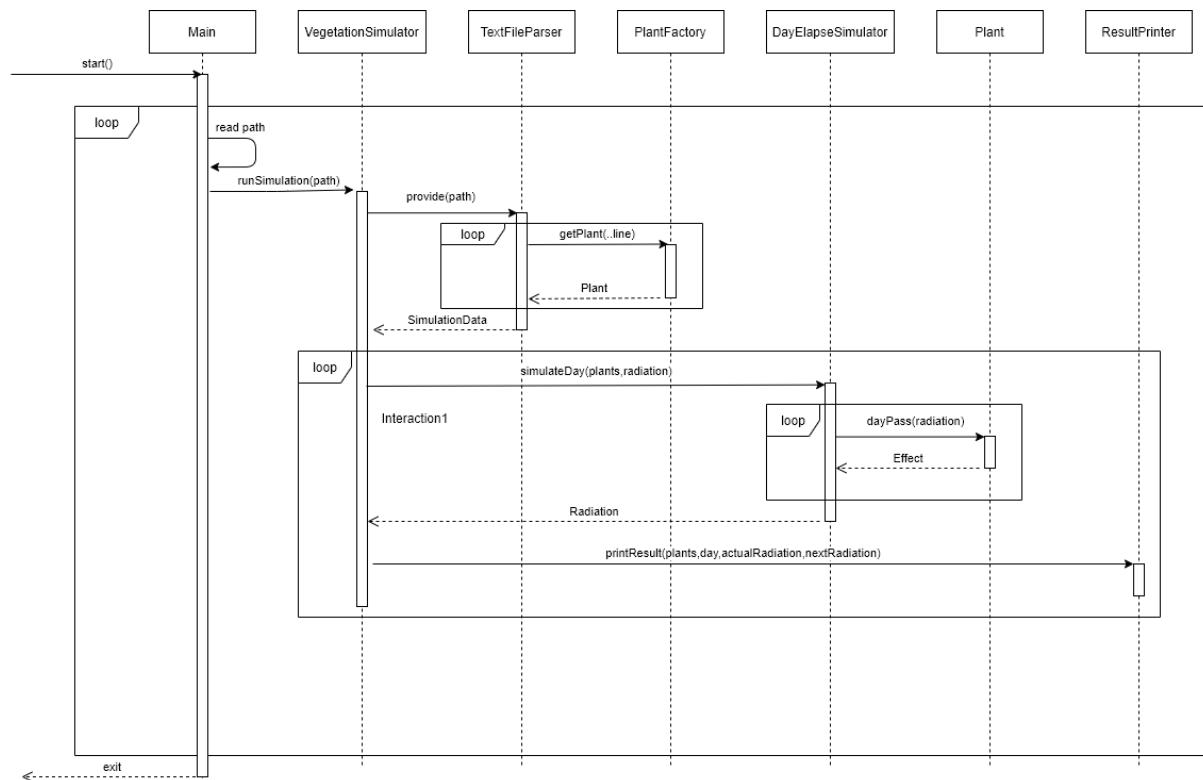 Main
VegetationSimulator
TextFileParser
PlantFactory
DayElapseSimulator
Plant
ResultPrinter
start()
loop
read path
runSimulation(path)
provide(path)
loop
getPlant(..line)
Plant
SimulationData
loop
simulateDay(plants,radiation)
Interaction1
loop
dayPass(radiation)
Effect
Radiation
printResult(plants,day,actualRadiation,nextRadiation)
exit